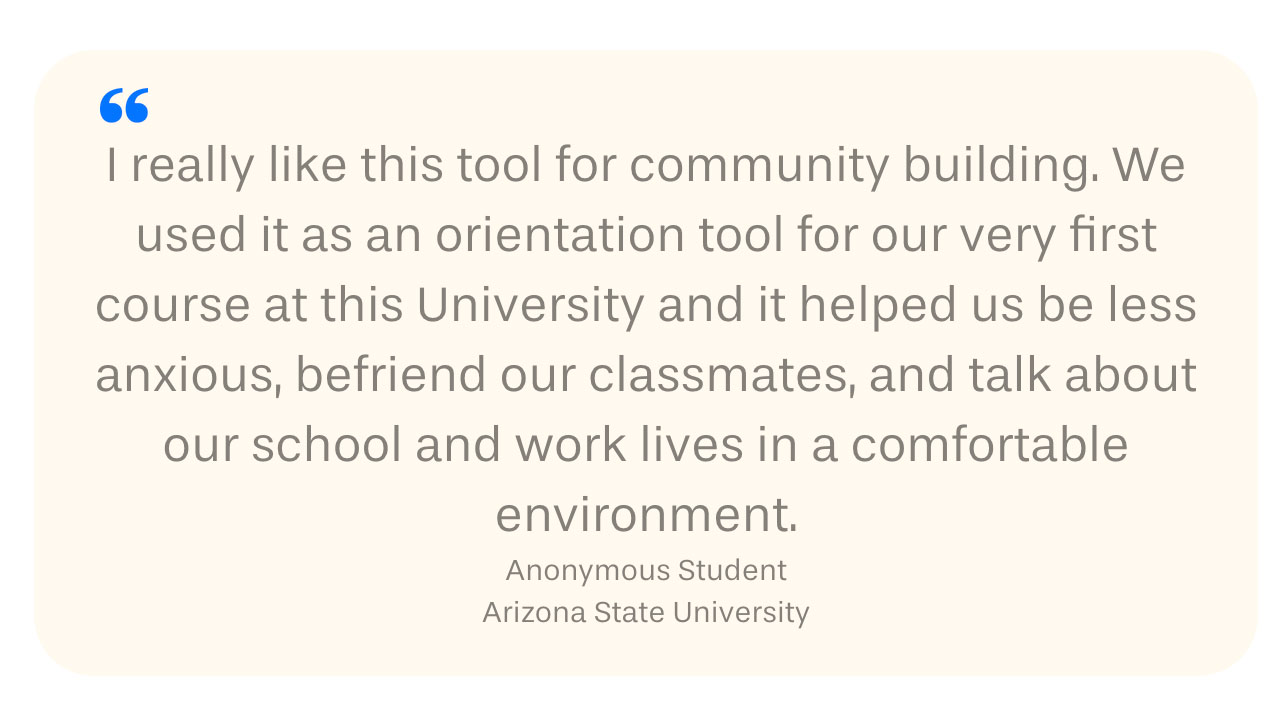 “
I really like this tool for community building. We
used it as an orientation tool for our very first
course at this University and it helped us be less
anxious, befriend our classmates, and talk about
our school and work lives in a comfortable
environment.
Anonymous Student
Arizona State University